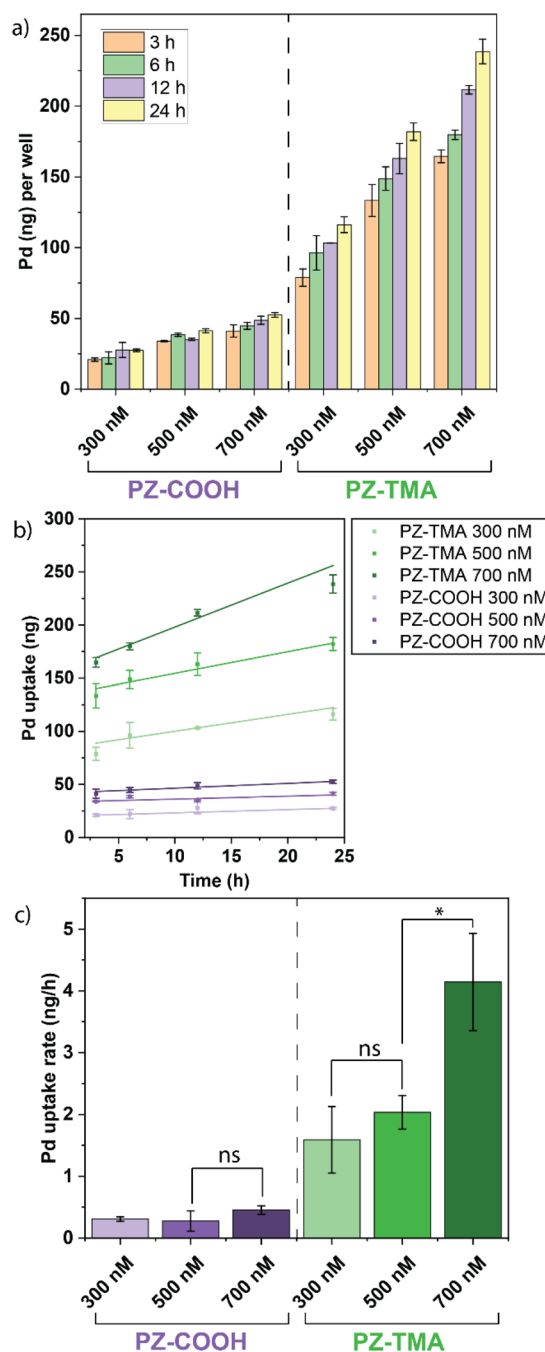 a)
3 h
6 h
12 h
24 h
Pd (ng) per well
250
200
150
100
50
0
300 nM
500 nM
700 nM
300 nM
500 nM
700 nM
PZ-COOH
PZ-TMA
b)
Pd uptake (ng)
300
250
200
150
100
50
0
5
10
15
20
25
Time (h)
PZ-TMA 300 nM
PZ-TMA 500 nM
PZ-TMA 700 nM
PZ-COOH 300 nM
PZ-COOH 500 nM
PZ-COOH 700 nM
c)
Pd uptake rate (ng/h)
5
4
3
2
1
0
ns
ns
*
300 nM
500 nM
700 nM
300 nM
500 nM
700 nM
PZ-COOH
PZ-TMA